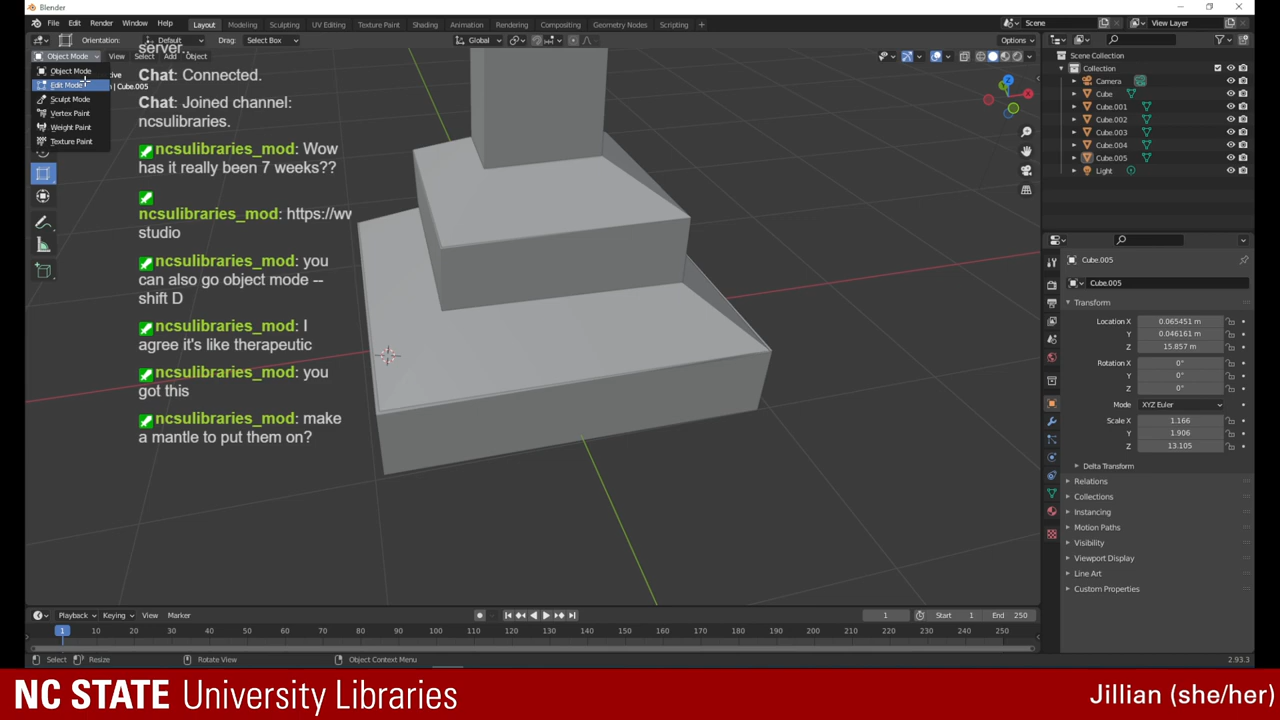 Blender
File Edit Render Window Help Layout Modeling Sculpting UV Editing Texture Paint Shading Animation Rendering Compositing Geometry Nodes Scripting + Scene View Layer
Orientation: Default Drag: Select Box Global Options
Object Mode View Select Add Object
Object Mode
Edit Mode
Sculpt Mode
Vertex Paint
Weight Paint
Texture Paint
| Cube.005
server..
Chat: Connected.
Chat: Joined channel:
ncsulibraries.
ncsulibraries_mod: Wow
has it really been 7 weeks??
ncsulibraries_mod: https://ww
studio
ncsulibraries_mod: you
can also go object mode --
shift D
ncsulibraries_mod: I
agree it's like therapeutic
ncsulibraries_mod: you
got this
ncsulibraries_mod: make
a mantle to put them on?
Z
X
Scene Collection
Collection
Camera
Cube
Cube.001
Cube.002
Cube.003
Cube.004
Cube.005
Light
Cube.005
Cube.005
Transform
Location X 0.065451 m
Y 0.046161 m
Z 15.857 m
Rotation X 0°
Y 0°
Z 0°
Mode XYZ Euler
Scale X 1.166
Y 1.906
Z 13.105
Delta Transform
Relations
Collections
Instancing
Motion Paths
Visibility
Viewport Display
Line Art
Custom Properties
Playback Keying View Marker 1 Start 1 End 250
1 10 20 30 40 50 60 70 80 90 100 110 120 130 140 150 160 170 180 190 200 210 220 230 240 250
Select Resize Rotate View Object Context Menu 2.93.3
NC STATE University Libraries
Jillian (she/her)